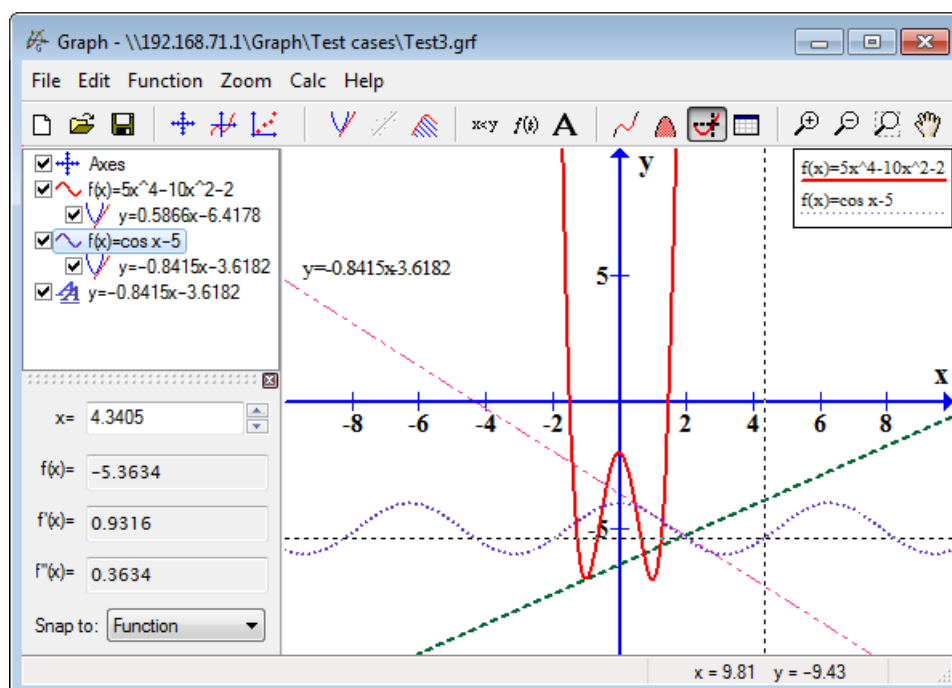 Graph - \\192.168.71.1\Graph\Test cases\Test3.grf
File Edit Function Zoom Calc Help
x<y f(t) A
Axes
f(x)=5x^4-10x^2-2
y=0.5866x-6.4178
f(x)=cos x-5
y=-0.8415x-3.6182
y=-0.8415x-3.6182
x= 4.3405
f(x)= -5.3634
f'(x)= 0.9316
f''(x)= 0.3634
Snap to: Function
y
f(x)=5x^4-10x^2-2
f(x)=cos x-5
y=-0.8415x-3.6182
5
x
-8 -6 -4 -2 2 4 6 8
-5
x = 9.81 y = -9.43